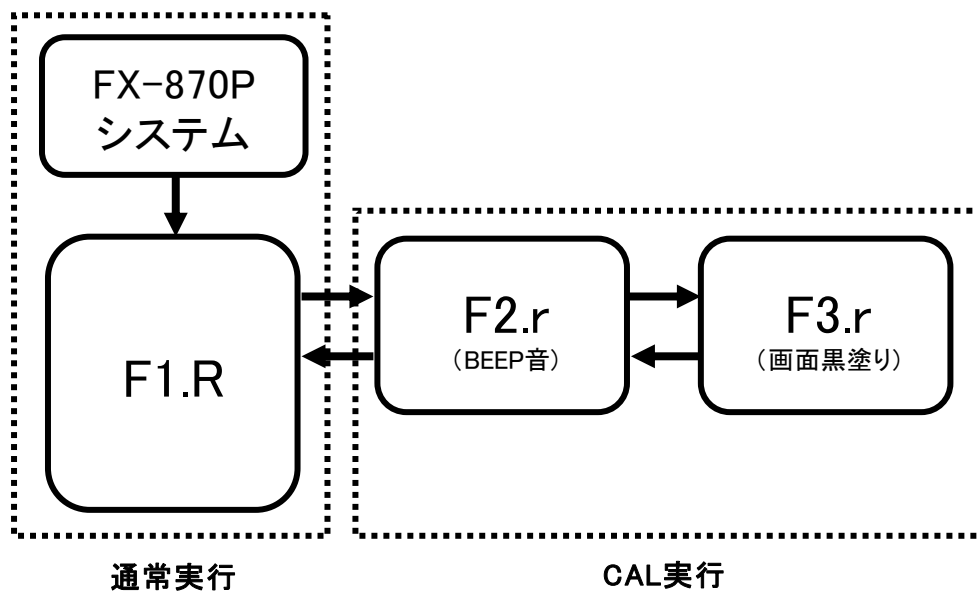 FX-870P
システム
F1.R
F2.r
（BEEP音）
F3.r
（画面黒塗り）
通常実行
CAL実行